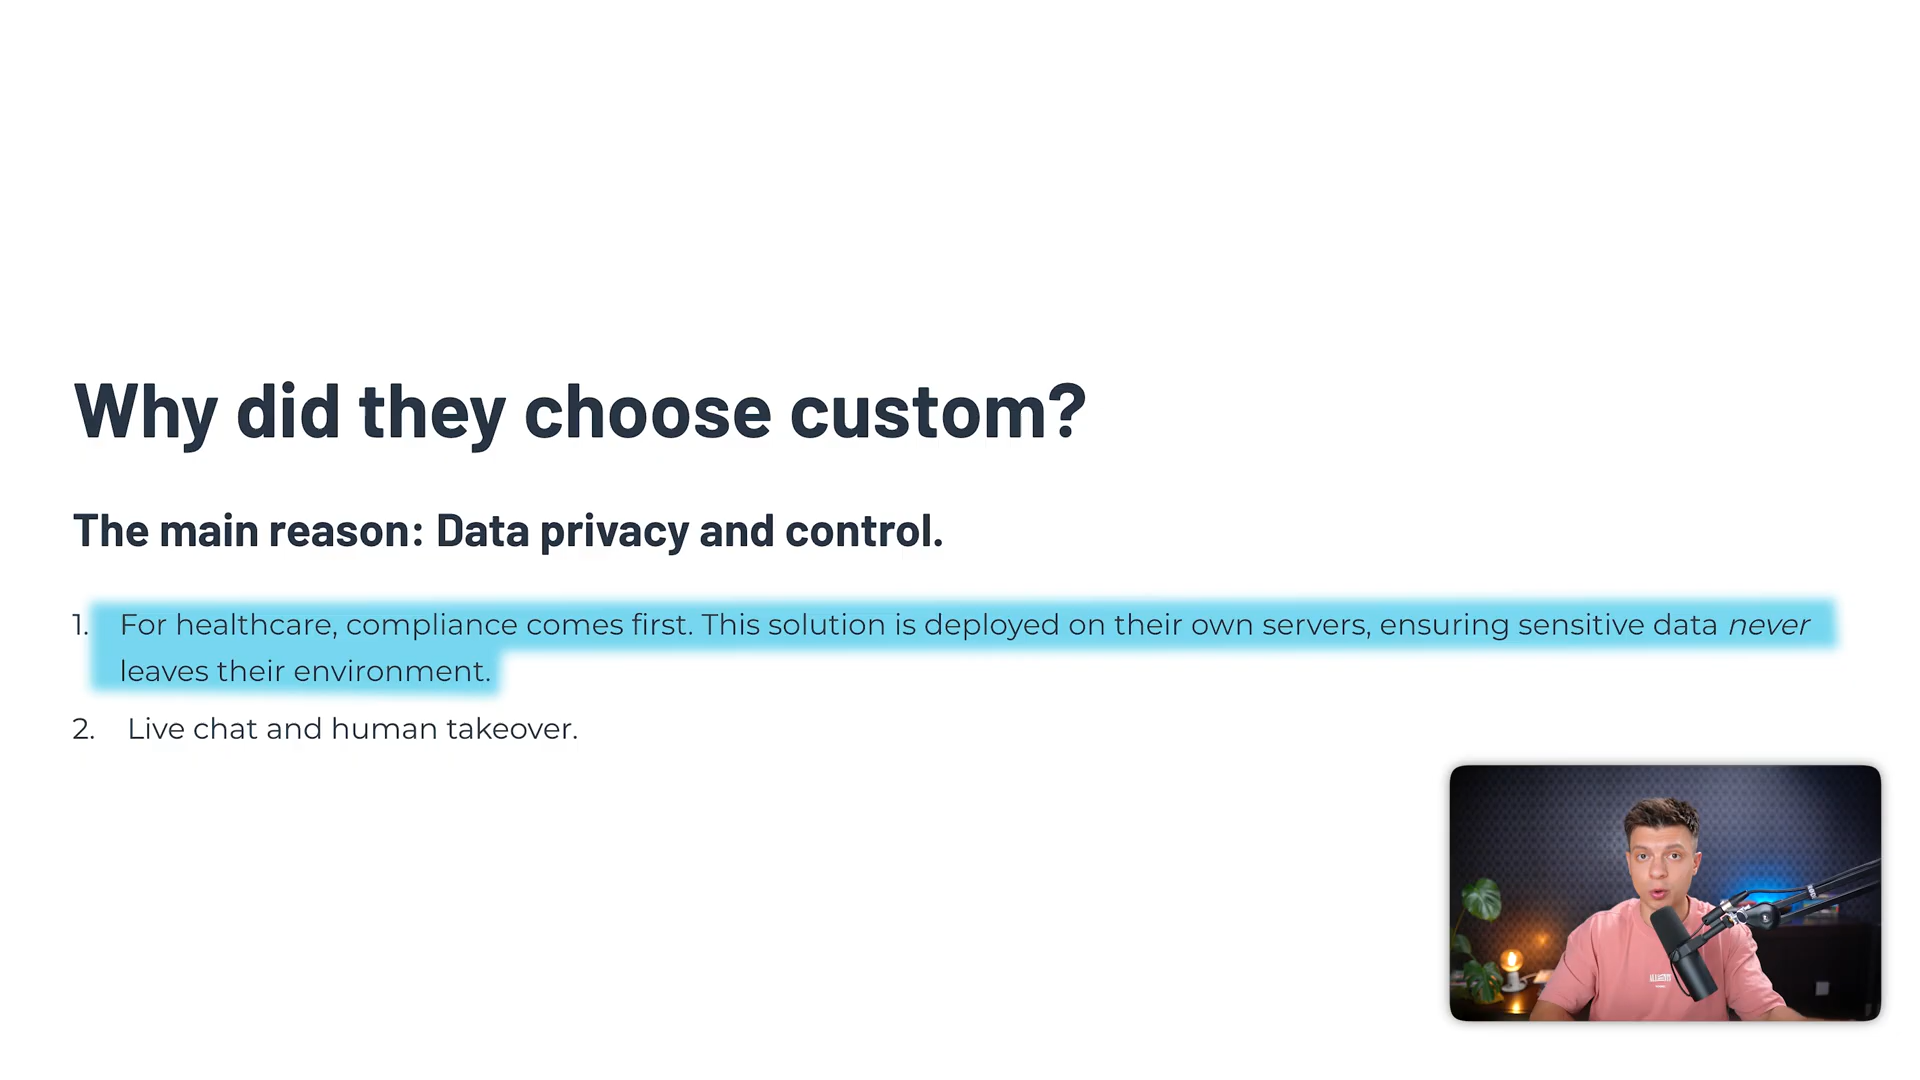 Why did they choose custom?
The main reason: Data privacy and control.
1. For healthcare, compliance comes first. This solution is deployed on their own servers, ensuring sensitive data never
leaves their environment.
2. Live chat and human takeover.